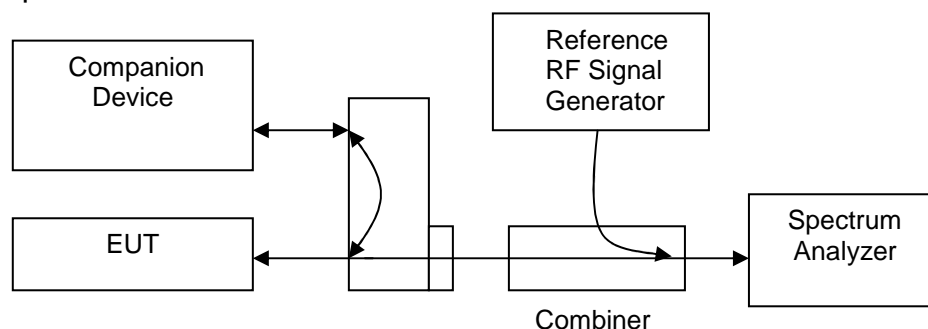 Reference
RF Signal
Generator
Companion
Device
Spectrum
Analyzer
EUT
Combiner